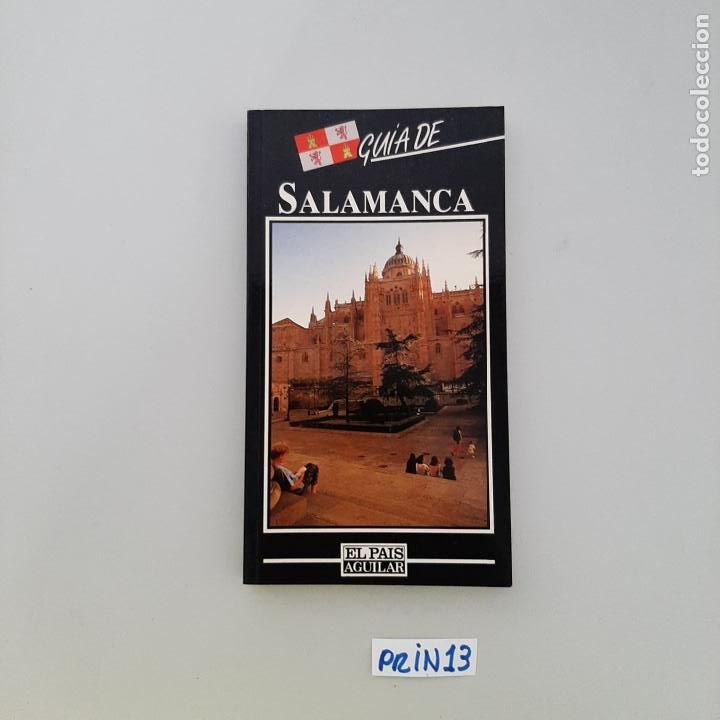 GUÍA DE
SALAMANCA
EL PAIS
AGUILAR
PRIN13
todocoleccion